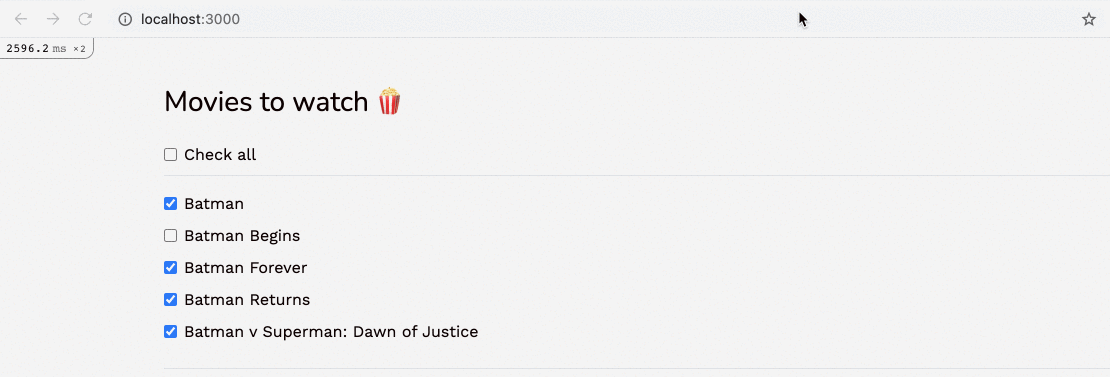 localhost:3000
2596.2 ms ×2
Movies to watch
Check all
Batman
Batman Begins
Batman Forever
Batman Returns
Batman v Superman: Dawn of Justice